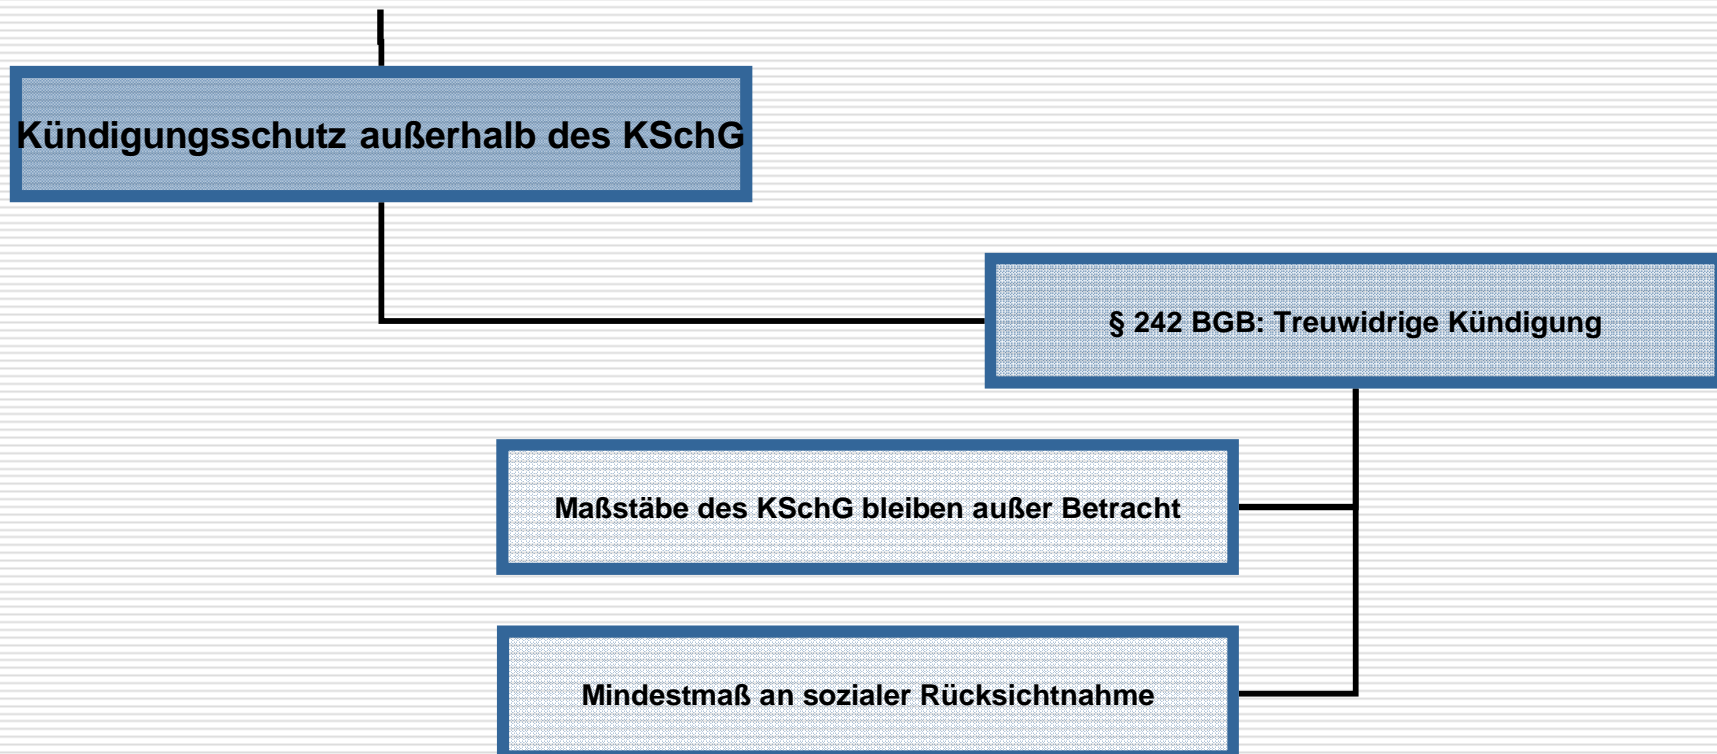 Kündigungsschutz außerhalb des KSchG
§ 242 BGB: Treuwidrige Kündigung
Maßstäbe des KSchG bleiben außer Betracht
Mindestmaß an sozialer Rücksichtnahme